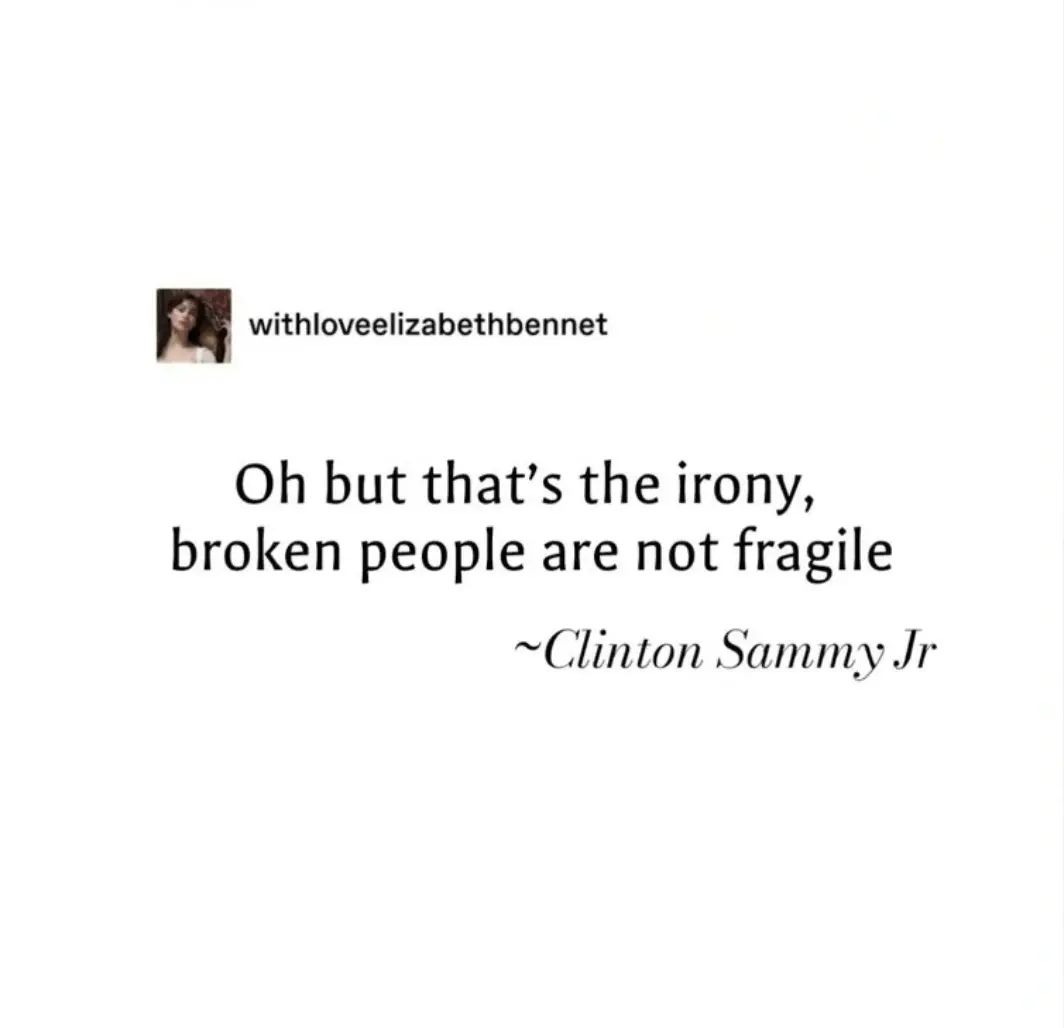 withloveelizabethbennet
Oh but that’s the irony,
broken people are not fragile
~Clinton Sammy Jr